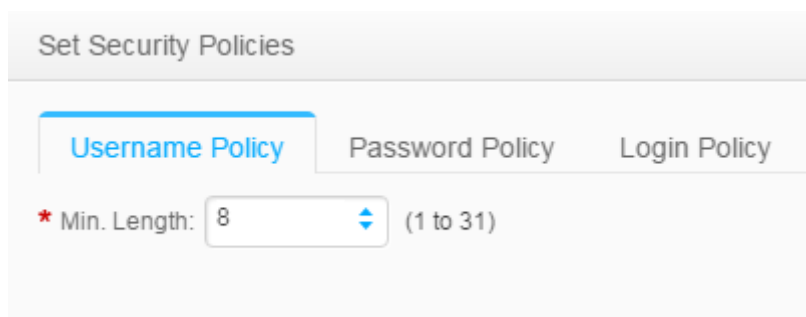 Set Security Policies
Username Policy Password Policy Login Policy
* Min. Length: 8 (1 to 31)